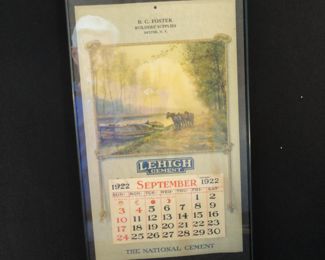 B. C. FOSTER
BUILDERS' SUPPLIES
LEHIGH
CEMENT
1922 SEPTEMBER 1922
SUN. MON. TUE. WED. THU. FRI. SAT.
1 2
3 4 5 6 7 8 9
10 11 12 13 14 15 16
17 18 19 20 21 22 23
24 25 26 27 28 29 30
THE NATIONAL CEMENT